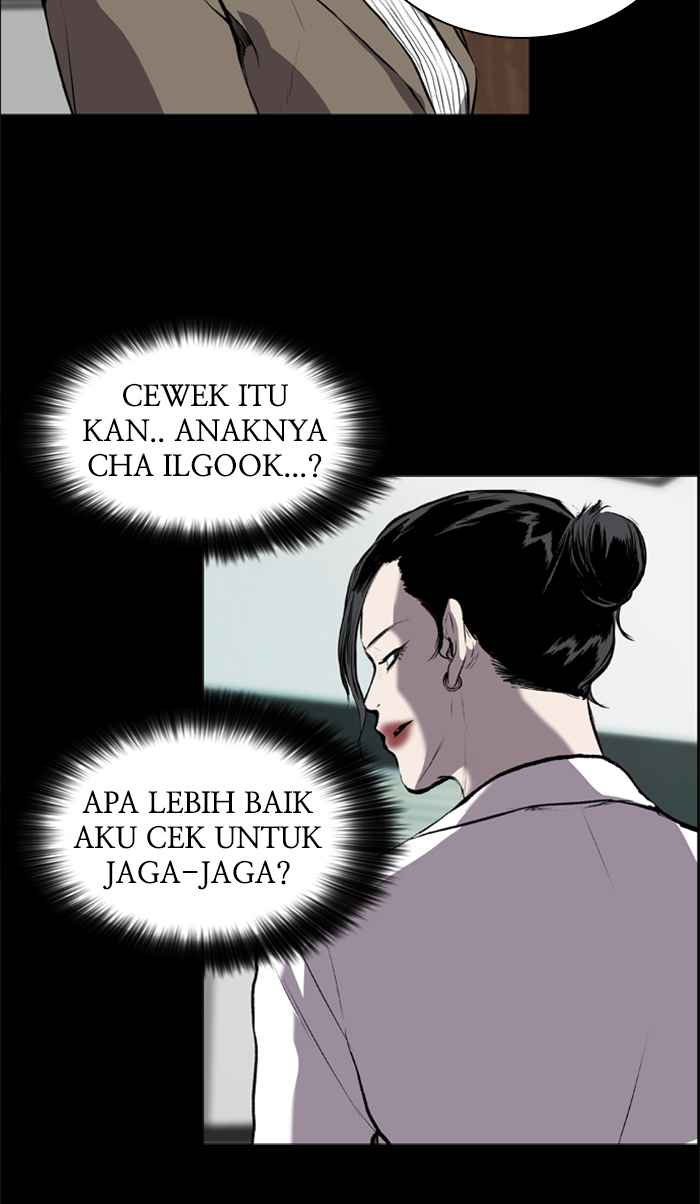 CEWEK ITU
KAN.. ANAKNYA
CHA ILGOOK...?
APA LEBIH BAIK
AKU CEK UNTUK
JAGA-JAGA?